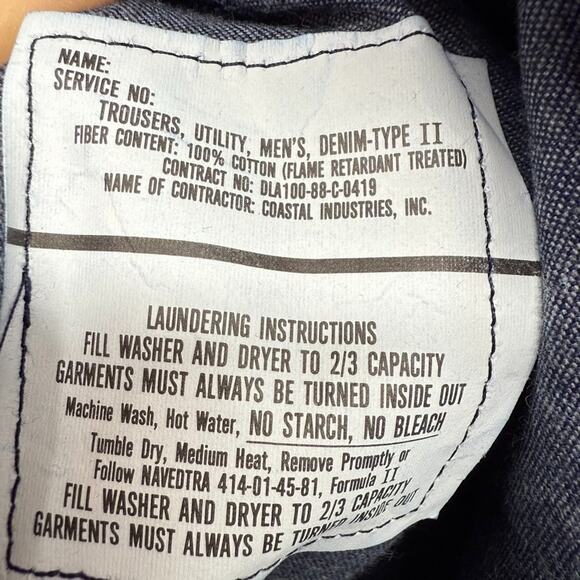 NAME:
SERVICE NO:
TROUSERS, UTILITY, MEN'S, DENIM-TYPE II
FIBER CONTENT: 100% COTTON (FLAME RETARDANT TREATED)
CONTRACT NO: DLA100-88-C-0419
NAME OF CONTRACTOR: COASTAL INDUSTRIES, INC.
LAUNDERING INSTRUCTIONS
FILL WASHER AND DRYER TO 2/3 CAPACITY
GARMENTS MUST ALWAYS BE TURNED INSIDE OUT
Machine Wash, Hot Water, NO STARCH, NO BLEACH
Tumble Dry, Medium Heat, Remove Promptly or
Follow NAVEDTRA 414-01-45-81, Formula II
FILL WASHER AND DRYER TO 2/3 CAPACITY
GARMENTS MUST ALWAYS BE TURNED INSIDE OUT